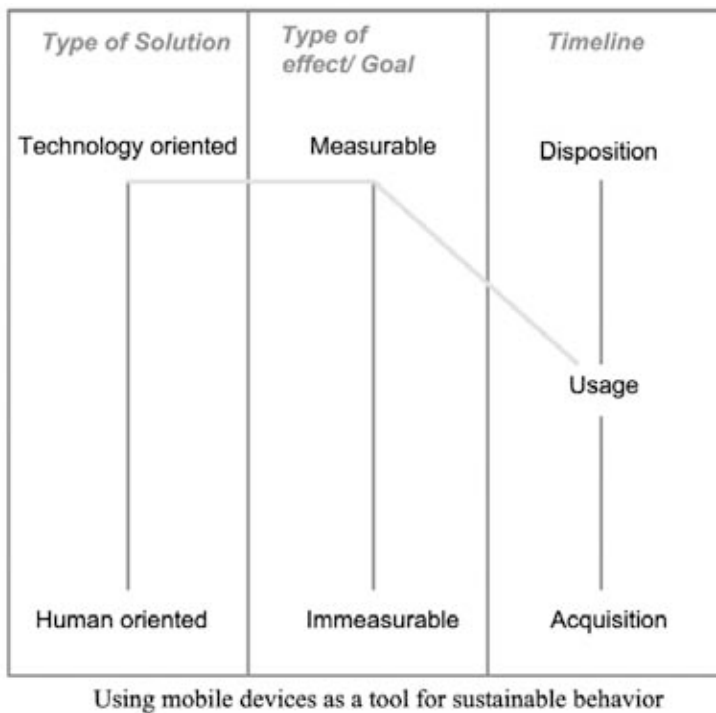 Type of Solution
Type of
effect/ Goal
Timeline
Technology oriented
Measurable
Disposition
Usage
Human oriented
Immeasurable
Acquisition
Using mobile devices as a tool for sustainable behavior